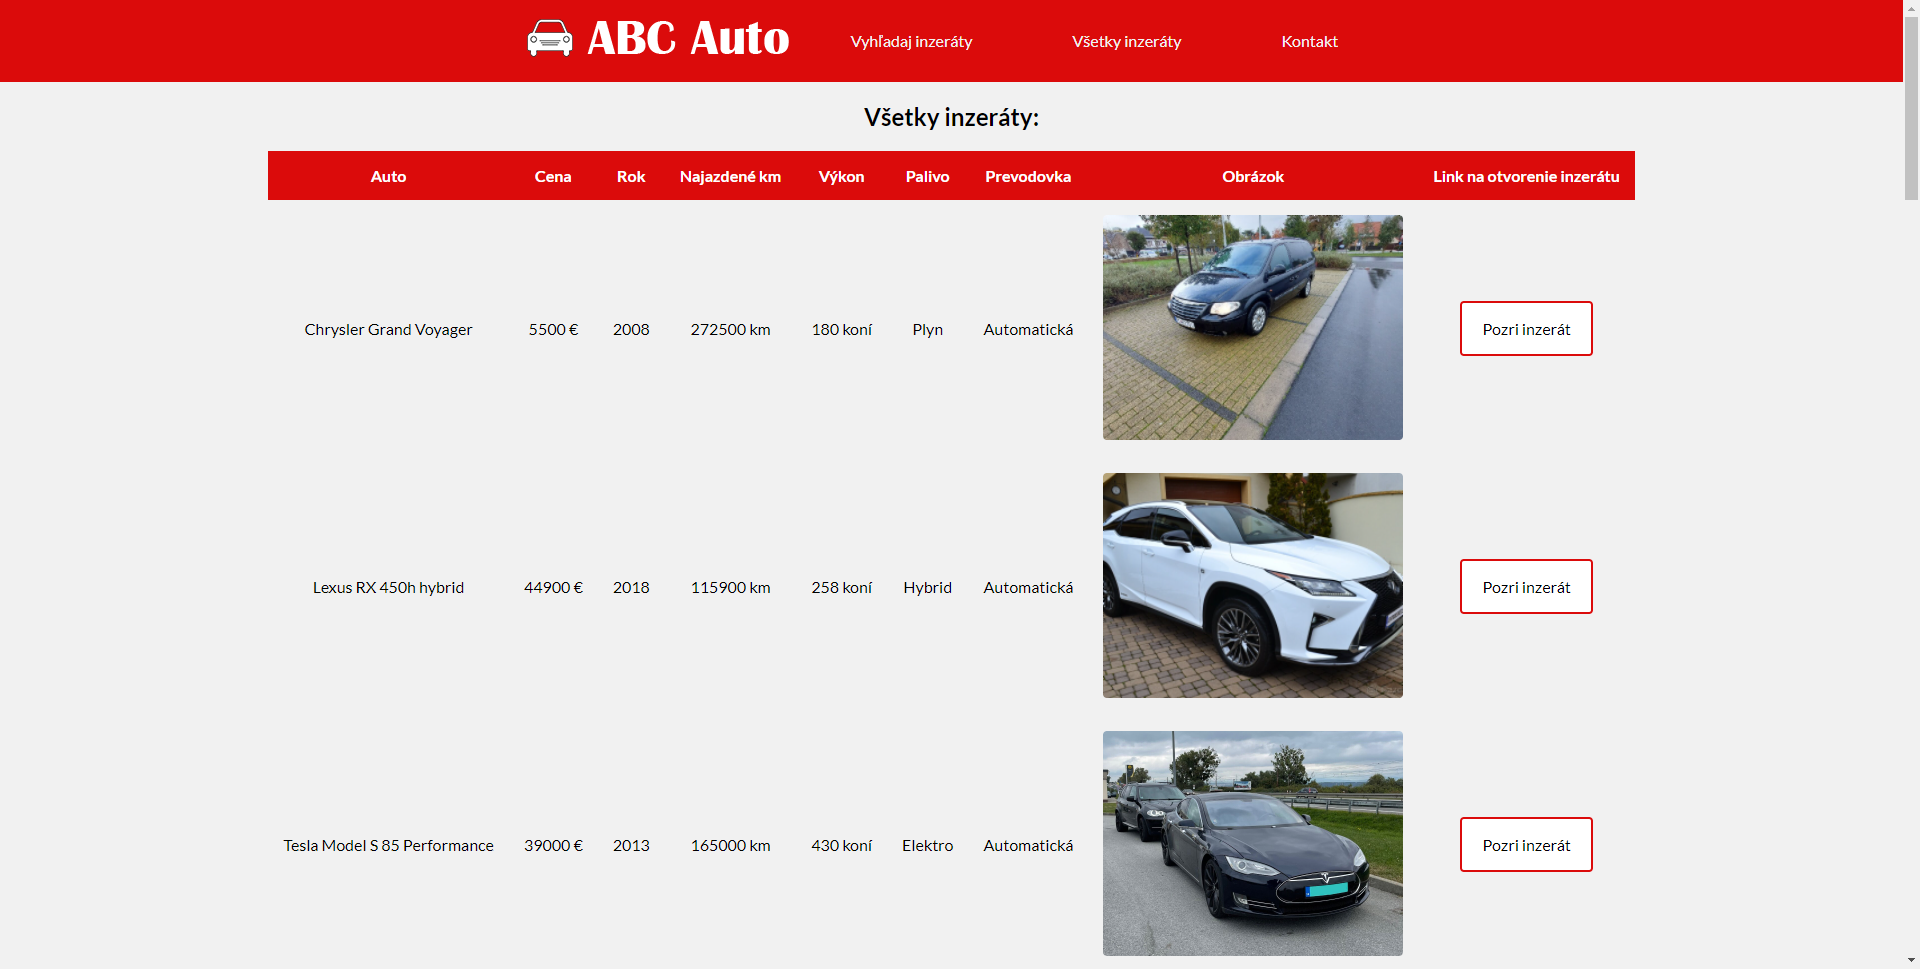 ABC Auto
Vyhľadaj inzeráty
Všetky inzeráty
Kontakt
Všetky inzeráty:
Auto Cena Rok Najazdené km Výkon Palivo Prevodovka Obrázok Link na otvorenie inzerátu
Chrysler Grand Voyager 5500 € 2008 272500 km 180 koní Plyn Automatická Pozri inzerát
Lexus RX 450h hybrid 44900 € 2018 115900 km 258 koní Hybrid Automatická Pozri inzerát
Tesla Model S 85 Performance 39000 € 2013 165000 km 430 koní Elektro Automatická Pozri inzerát